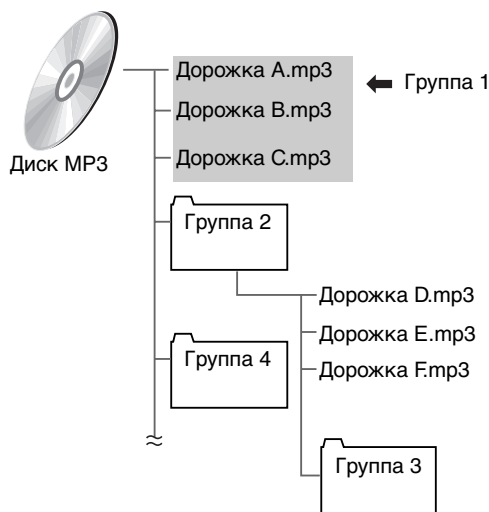 Дорожка A.mp3
Группа 1
Дорожка B.mp3
Дорожка C.mp3
Диск MP3
Группа 2
Дорожка D.mp3
Дорожка E.mp3
Группа 4
Дорожка F.mp3
Группа 3